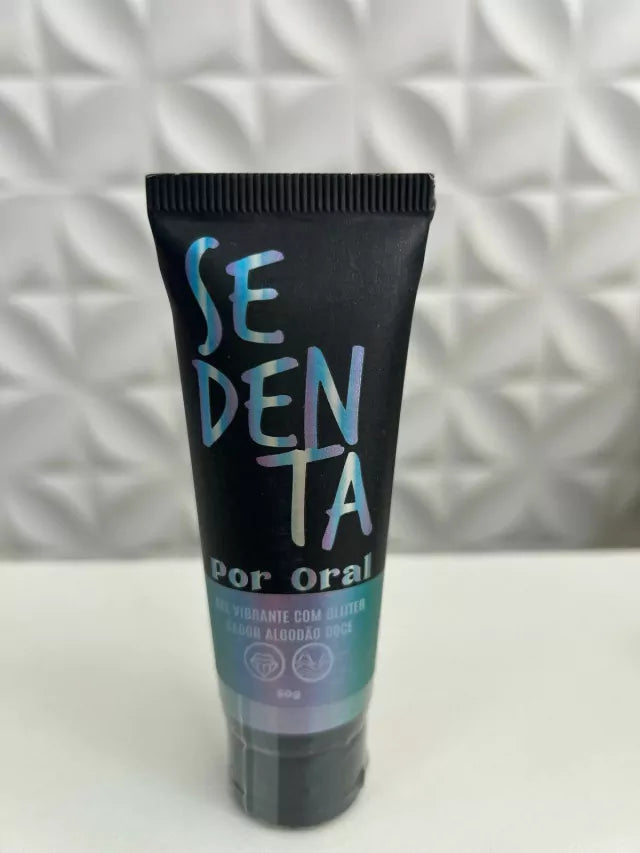 SE
DEN
TA
Por Oral
GEL VIBRANTE COM GLITTER
SABOR ALGODÃO DOCE
50g